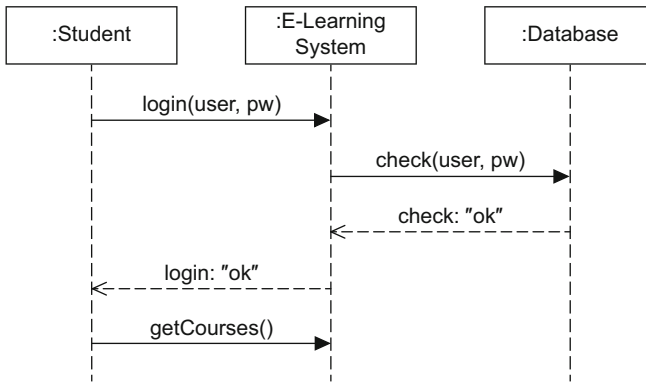 :Student
:E-Learning
System
:Database
login(user, pw)
check(user, pw)
check: "ok"
login: "ok"
getCourses()